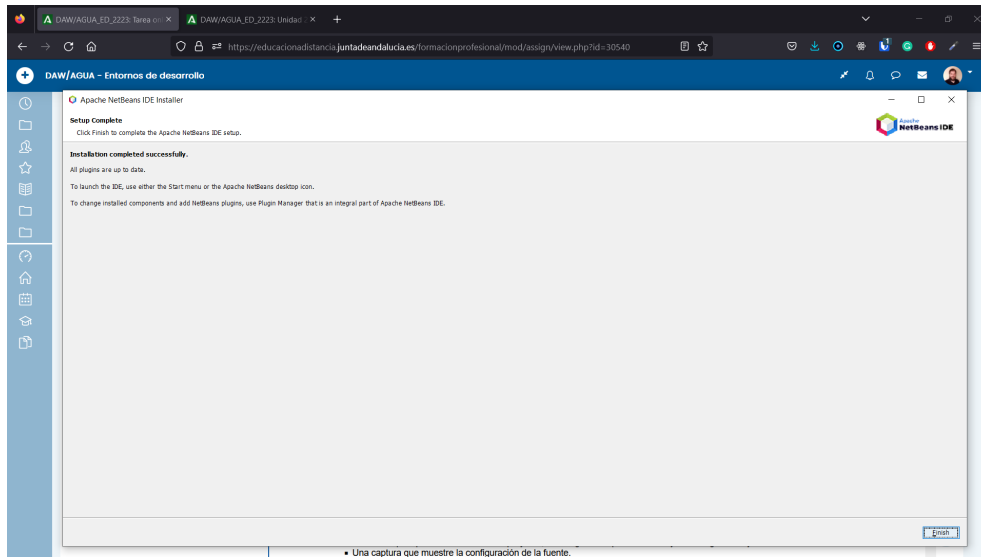 DAW/AGUA_ED_2223: Tarea on
DAW/AGUA_ED_2223: Unidad 2
https://educacionadistancia.juntadeandalucia.es/formacionprofesional/mod/assign/view.php?id=30540
DAW/AGUA - Entornos de desarrollo
Apache NetBeans IDE Installer
Setup Complete
Click Finish to complete the Apache NetBeans IDE setup.
Apache
NetBeans IDE
Installation completed successfully.
All plugins are up to date.
To launch the IDE, use either the Start menu or the Apache NetBeans desktop icon.
To change installed components and add NetBeans plugins, use Plugin Manager that is an integral part of Apache NetBeans IDE.
Finish
Una captura que muestre la configuración de la fuente.